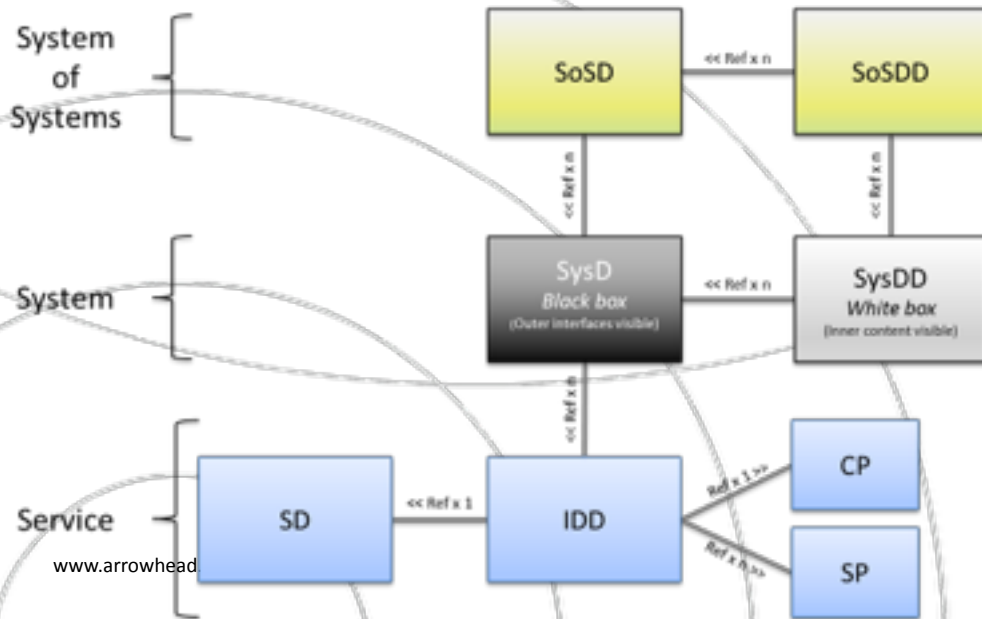 System
of
Systems
SoSD
<< Ref x n
SoSDD
<< Ref x n
<< Ref x n
System
SysD
Black box
(Outer interfaces visible)
<< Ref x n
SysDD
White box
(Inner content visible)
<< Ref x n
Service
SD
<< Ref x 1
IDD
Ref x 1 >>
CP
Ref x n >>
SP
www.arrowhead.